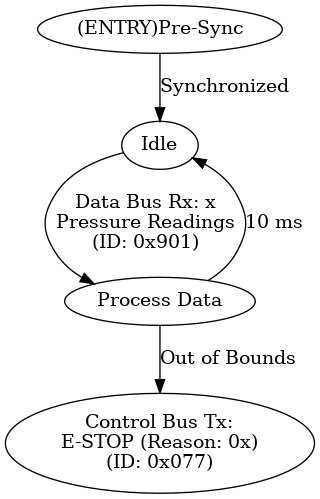 (ENTRY)Pre-Sync
Synchronized
Idle
Data Bus Rx: x
Pressure Readings
(ID: 0x901)
10 ms
Process Data
Out of Bounds
Control Bus Tx:
E-STOP (Reason: 0x)
(ID: 0x077)